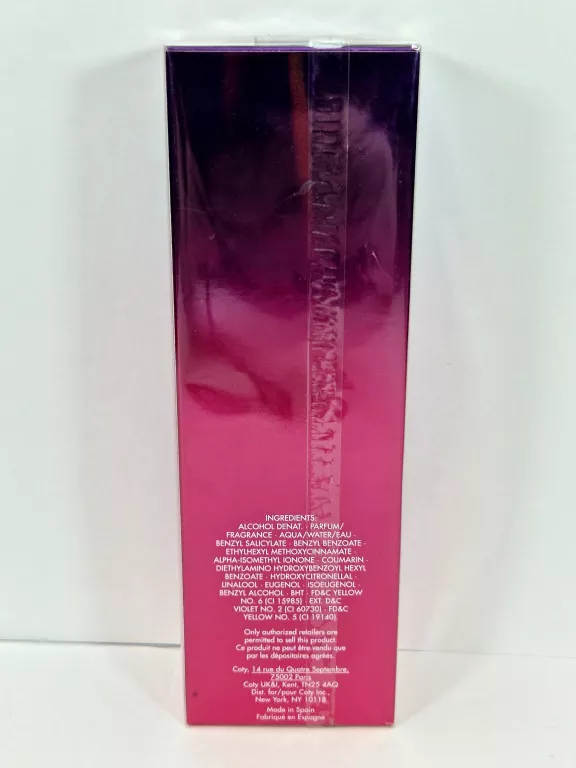 INGREDIENTS:
ALCOHOL DENAT. · PARFUM/
FRAGRANCE · AQUA/WATER/EAU ·
BENZYL SALICYLATE · BENZYL BENZOATE ·
ETHYLHEXYL METHOXYCINNAMATE ·
ALPHA-ISOMETHYL IONONE · COUMARIN ·
DIETHYLAMINO HYDROXYBENZOYL HEXYL
BENZOATE · HYDROXYCITRONELLAL ·
LINALOOL · EUGENOL · ISOEUGENOL ·
BENZYL ALCOHOL · BHT · FD&C YELLOW
NO. 6 (CI 15985) · EXT. D&C
VIOLET NO. 2 (CI 60730) · FD&C
YELLOW NO. 5 (CI 19140)
Only authorized retailers are
permitted to sell this product.
Ce produit ne peut être vendu que
par les dépositaires agréés.
Coty, 14 rue du Quatre Septembre,
75002 Paris
Coty UK&I, Kent, TN25 4AQ
Dist. for/pour Coty Inc.,
New York, NY 10118
Made in Spain
Fabriqué en Espagne